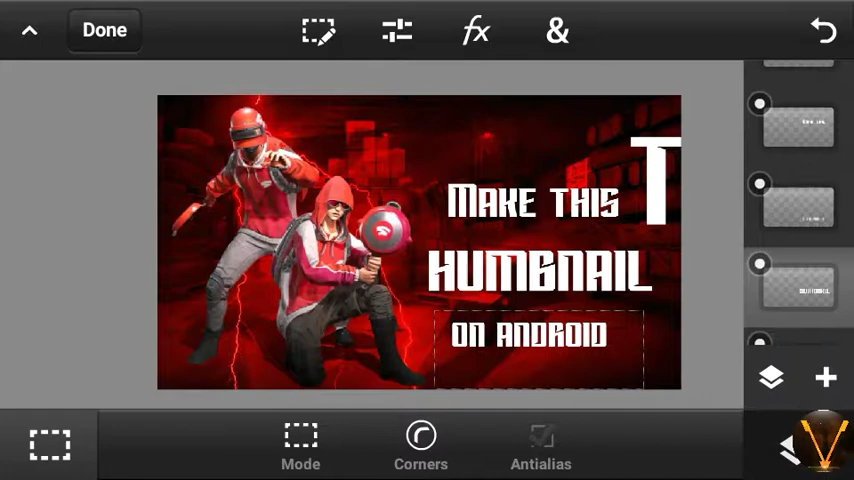 Done
fx
&
T
MAKE THIS
HUMBNAIL
ON ANDROID
Mode
Corners
Antialias
V